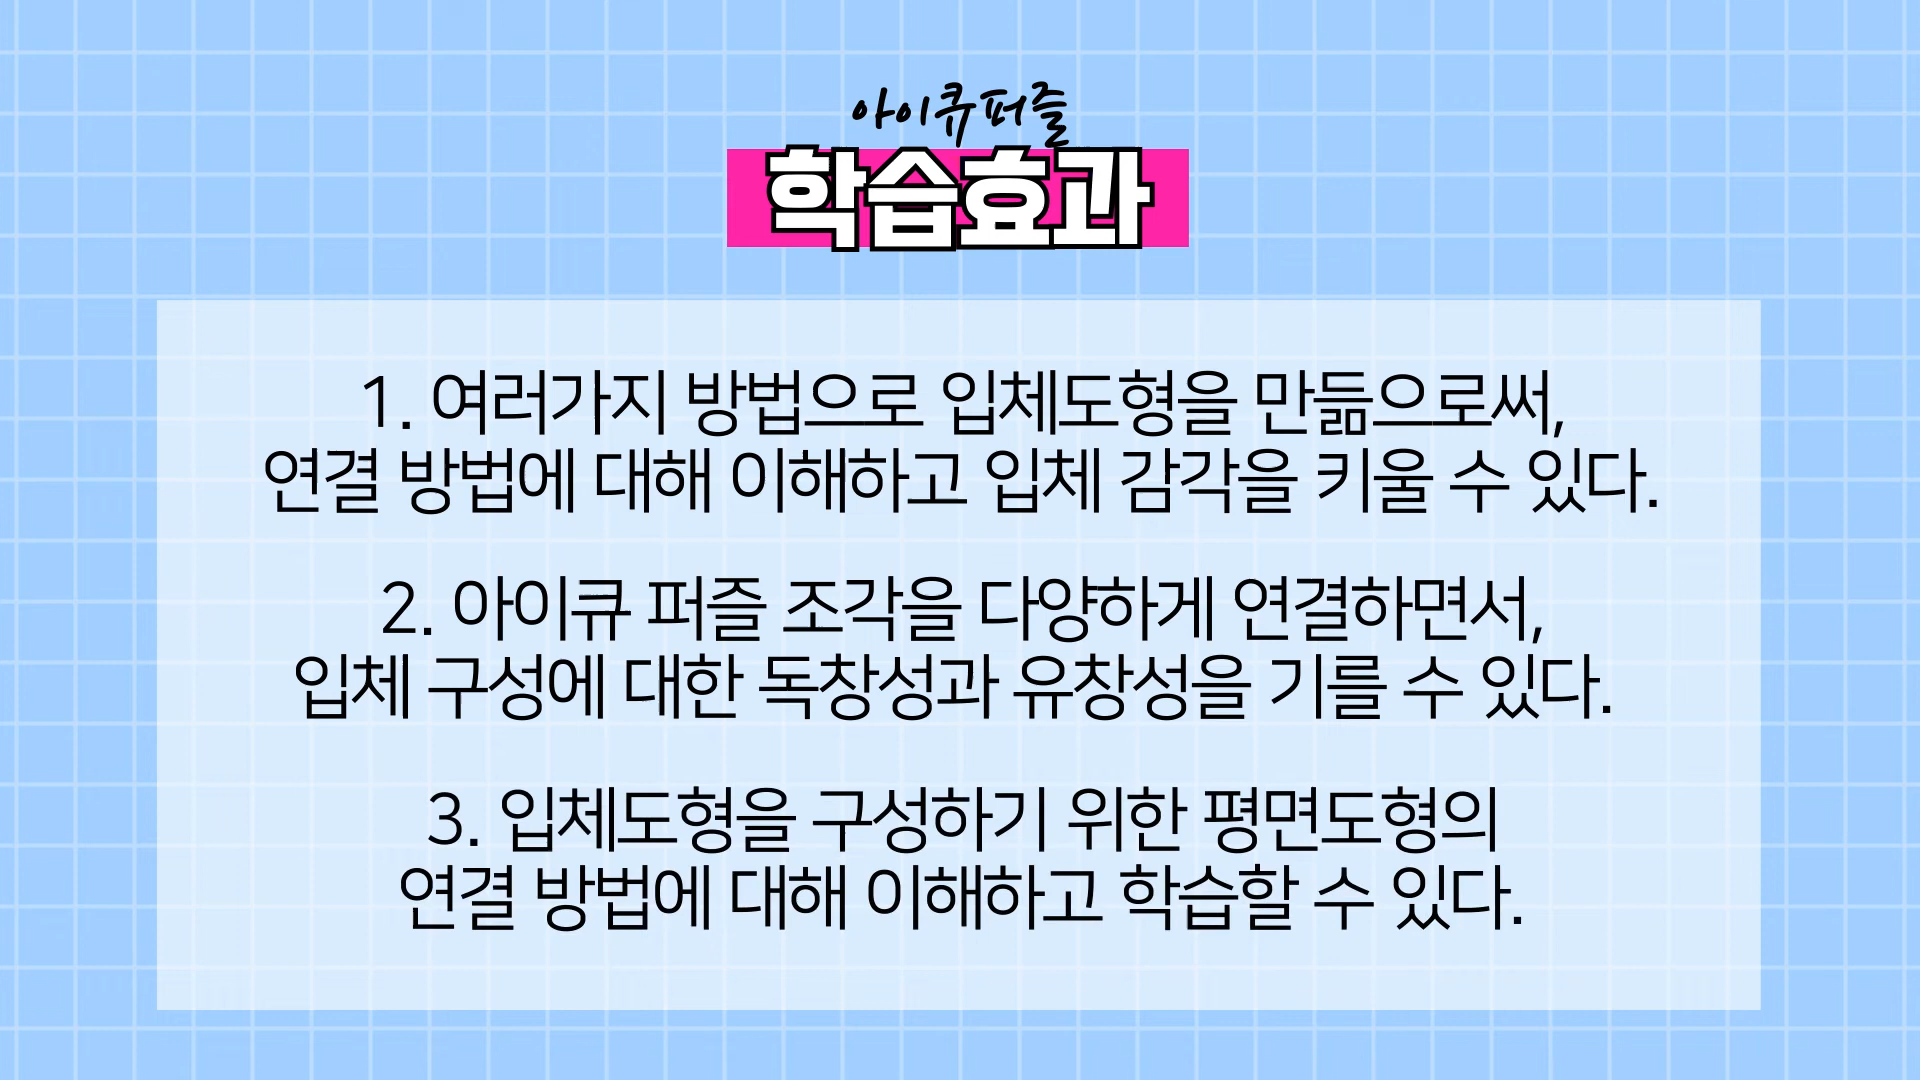 아이큐퍼즐
학습효과
1. 여러가지 방법으로 입체도형을 만듦으로써,
연결 방법에 대해 이해하고 입체 감각을 키울 수 있다.
2. 아이큐 퍼즐 조각을 다양하게 연결하면서,
입체 구성에 대한 독창성과 유창성을 기를 수 있다.
3. 입체도형을 구성하기 위한 평면도형의
연결 방법에 대해 이해하고 학습할 수 있다.